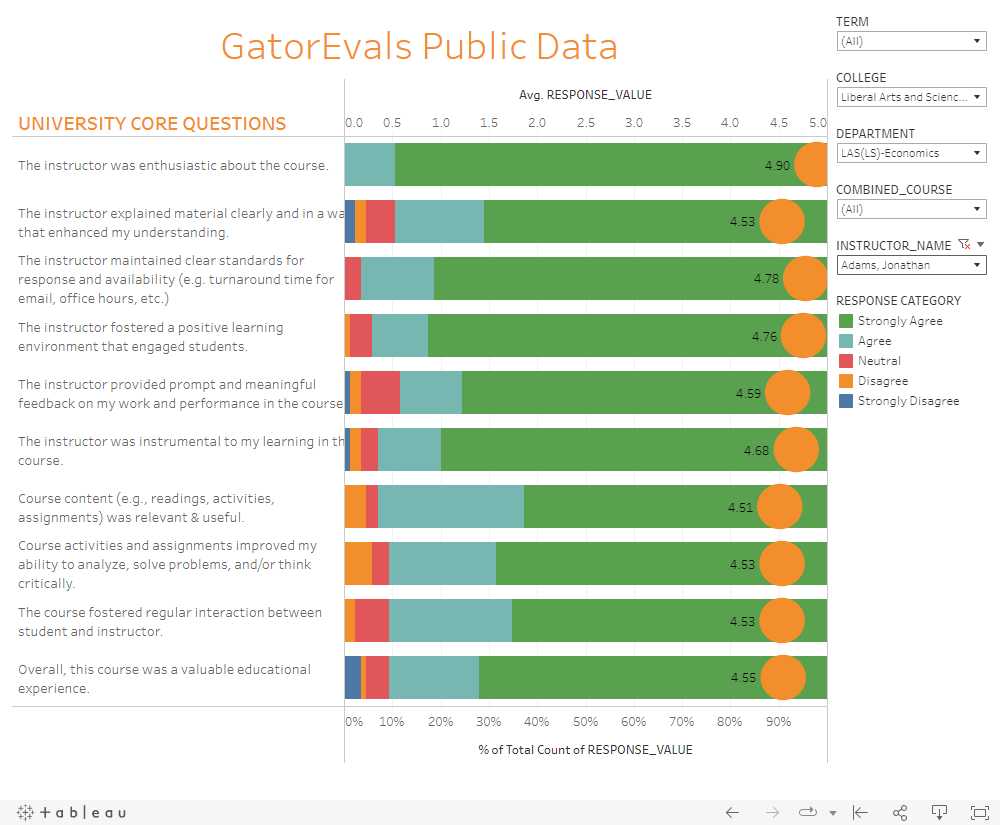 GatorEvals Public Data
TERM
(All)
COLLEGE
Liberal Arts and Scienc...
DEPARTMENT
LAS(LS)-Economics
COMBINED_COURSE
(All)
INSTRUCTOR_NAME
Adams, Jonathan
RESPONSE CATEGORY
Strongly Agree
Agree
Neutral
Disagree
Strongly Disagree
Avg. RESPONSE_VALUE
UNIVERSITY CORE QUESTIONS
0.0 0.5 1.0 1.5 2.0 2.5 3.0 3.5 4.0 4.5 5.0
The instructor was enthusiastic about the course.
4.90
The instructor explained material clearly and in a wa
that enhanced my understanding.
4.53
The instructor maintained clear standards for
response and availability (e.g. turnaround time for
email, office hours, etc.)
4.78
The instructor fostered a positive learning
environment that engaged students.
4.76
The instructor provided prompt and meaningful
feedback on my work and performance in the course
4.59
The instructor was instrumental to my learning in th
course.
4.68
Course content (e.g., readings, activities,
assignments) was relevant & useful.
4.51
Course activities and assignments improved my
ability to analyze, solve problems, and/or think
critically.
4.53
The course fostered regular interaction between
student and instructor.
4.53
Overall, this course was a valuable educational
experience.
4.55
0% 10% 20% 30% 40% 50% 60% 70% 80% 90%
% of Total Count of RESPONSE_VALUE
+ableau